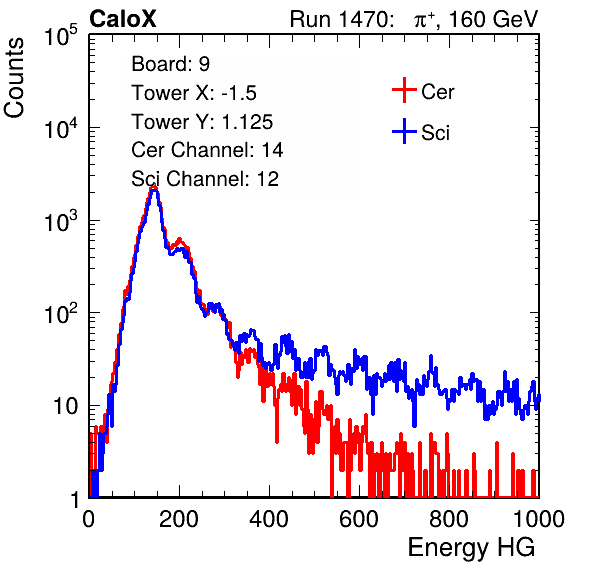 CaloX Run 1470: π⁺, 160 GeV
Counts
Board: 9
Tower X: -1.5
Tower Y: 1.125
Cer Channel: 14
Sci Channel: 12
Cer
Sci
10⁵
10⁴
10³
10²
10
1
0 200 400 600 800 1000
Energy HG